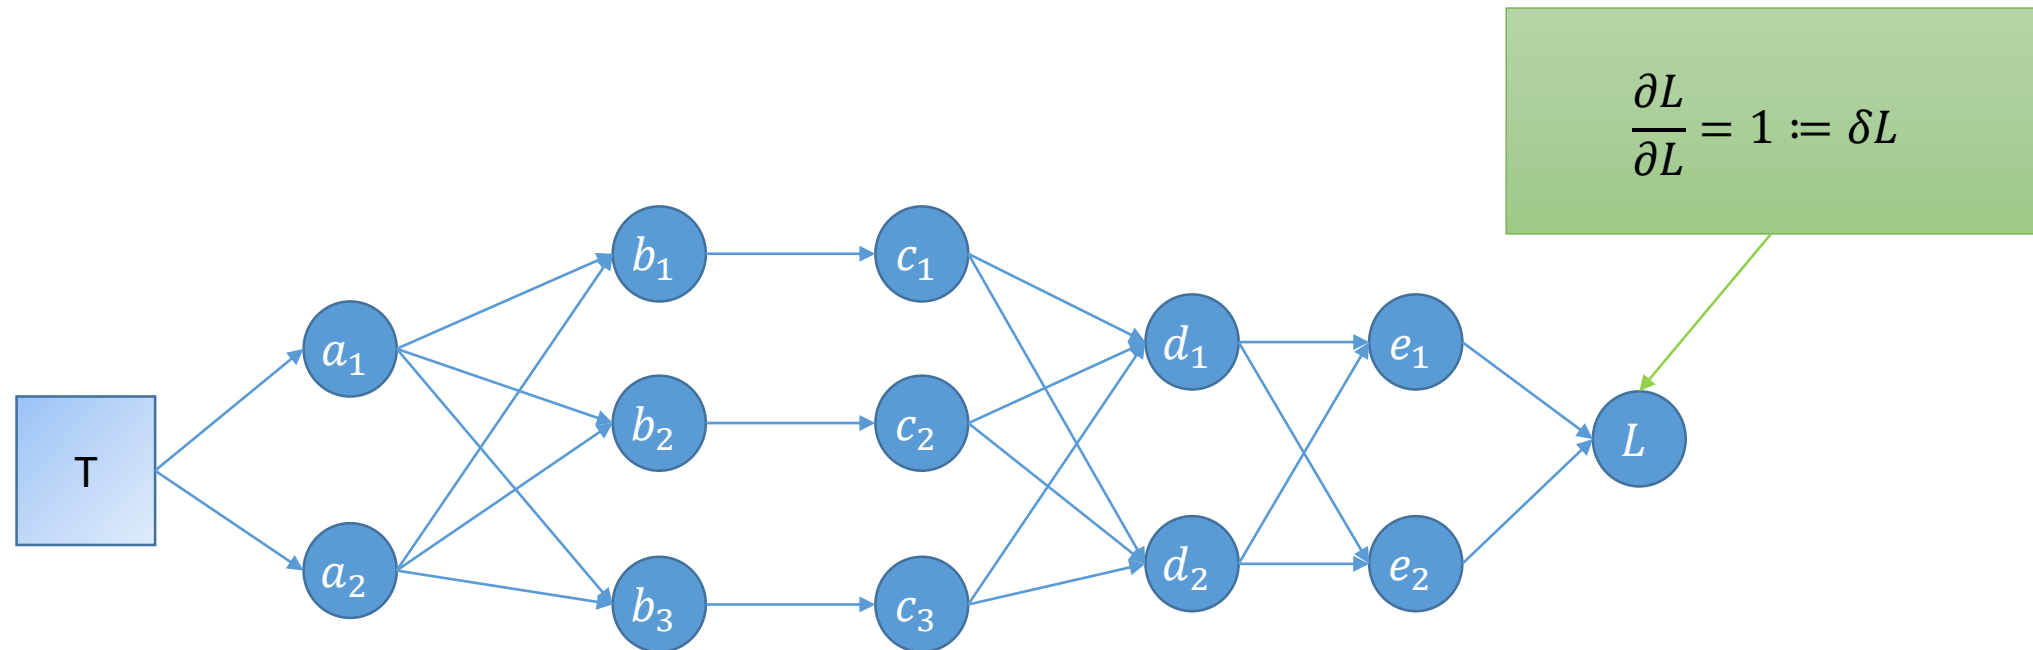 ∂L/∂L = 1 ≔ δL
b₁ c₁
a₁ d₁ e₁
b₂ c₂ L
T
a₂ d₂ e₂
b₃ c₃